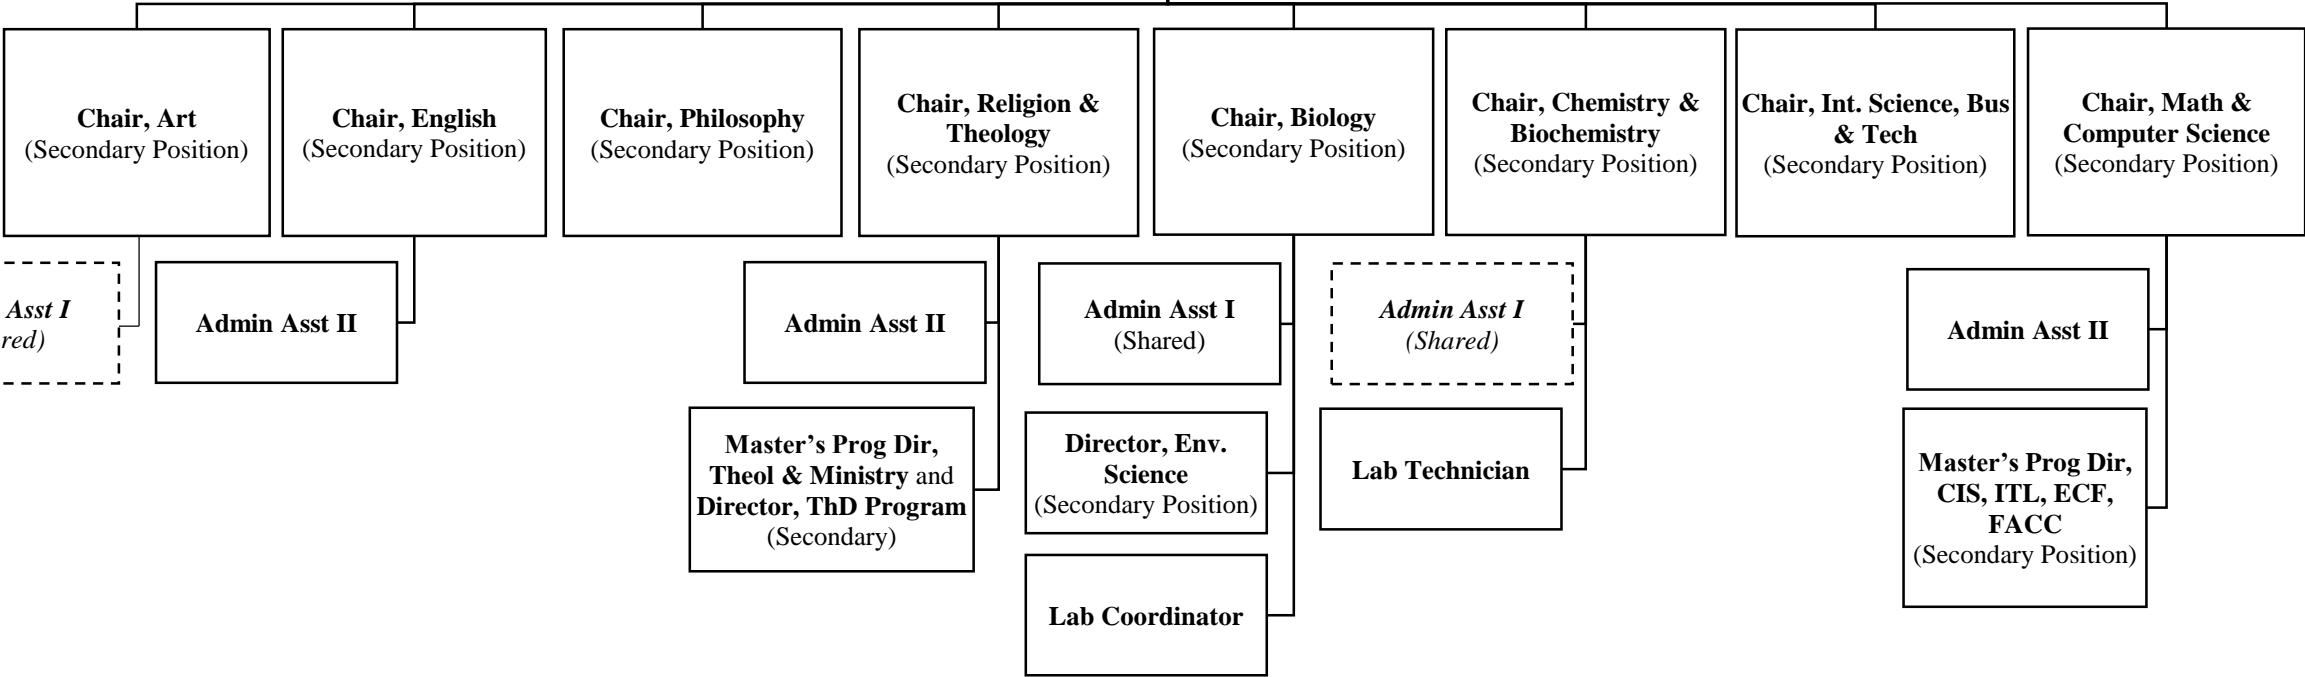 Chair, Art
(Secondary Position)
Chair, English
(Secondary Position)
Chair, Philosophy
(Secondary Position)
Chair, Religion &
Theology
(Secondary Position)
Chair, Biology
(Secondary Position)
Chair, Chemistry &
Biochemistry
(Secondary Position)
Chair, Int. Science, Bus
& Tech
(Secondary Position)
Chair, Math &
Computer Science
(Secondary Position)
Asst I
red)
Admin Asst II
Admin Asst II
Admin Asst I
(Shared)
Admin Asst I
(Shared)
Admin Asst II
Master’s Prog Dir,
Theol & Ministry and
Director, ThD Program
(Secondary)
Director, Env.
Science
(Secondary Position)
Lab Technician
Master’s Prog Dir,
CIS, ITL, ECF,
FACC
(Secondary Position)
Lab Coordinator